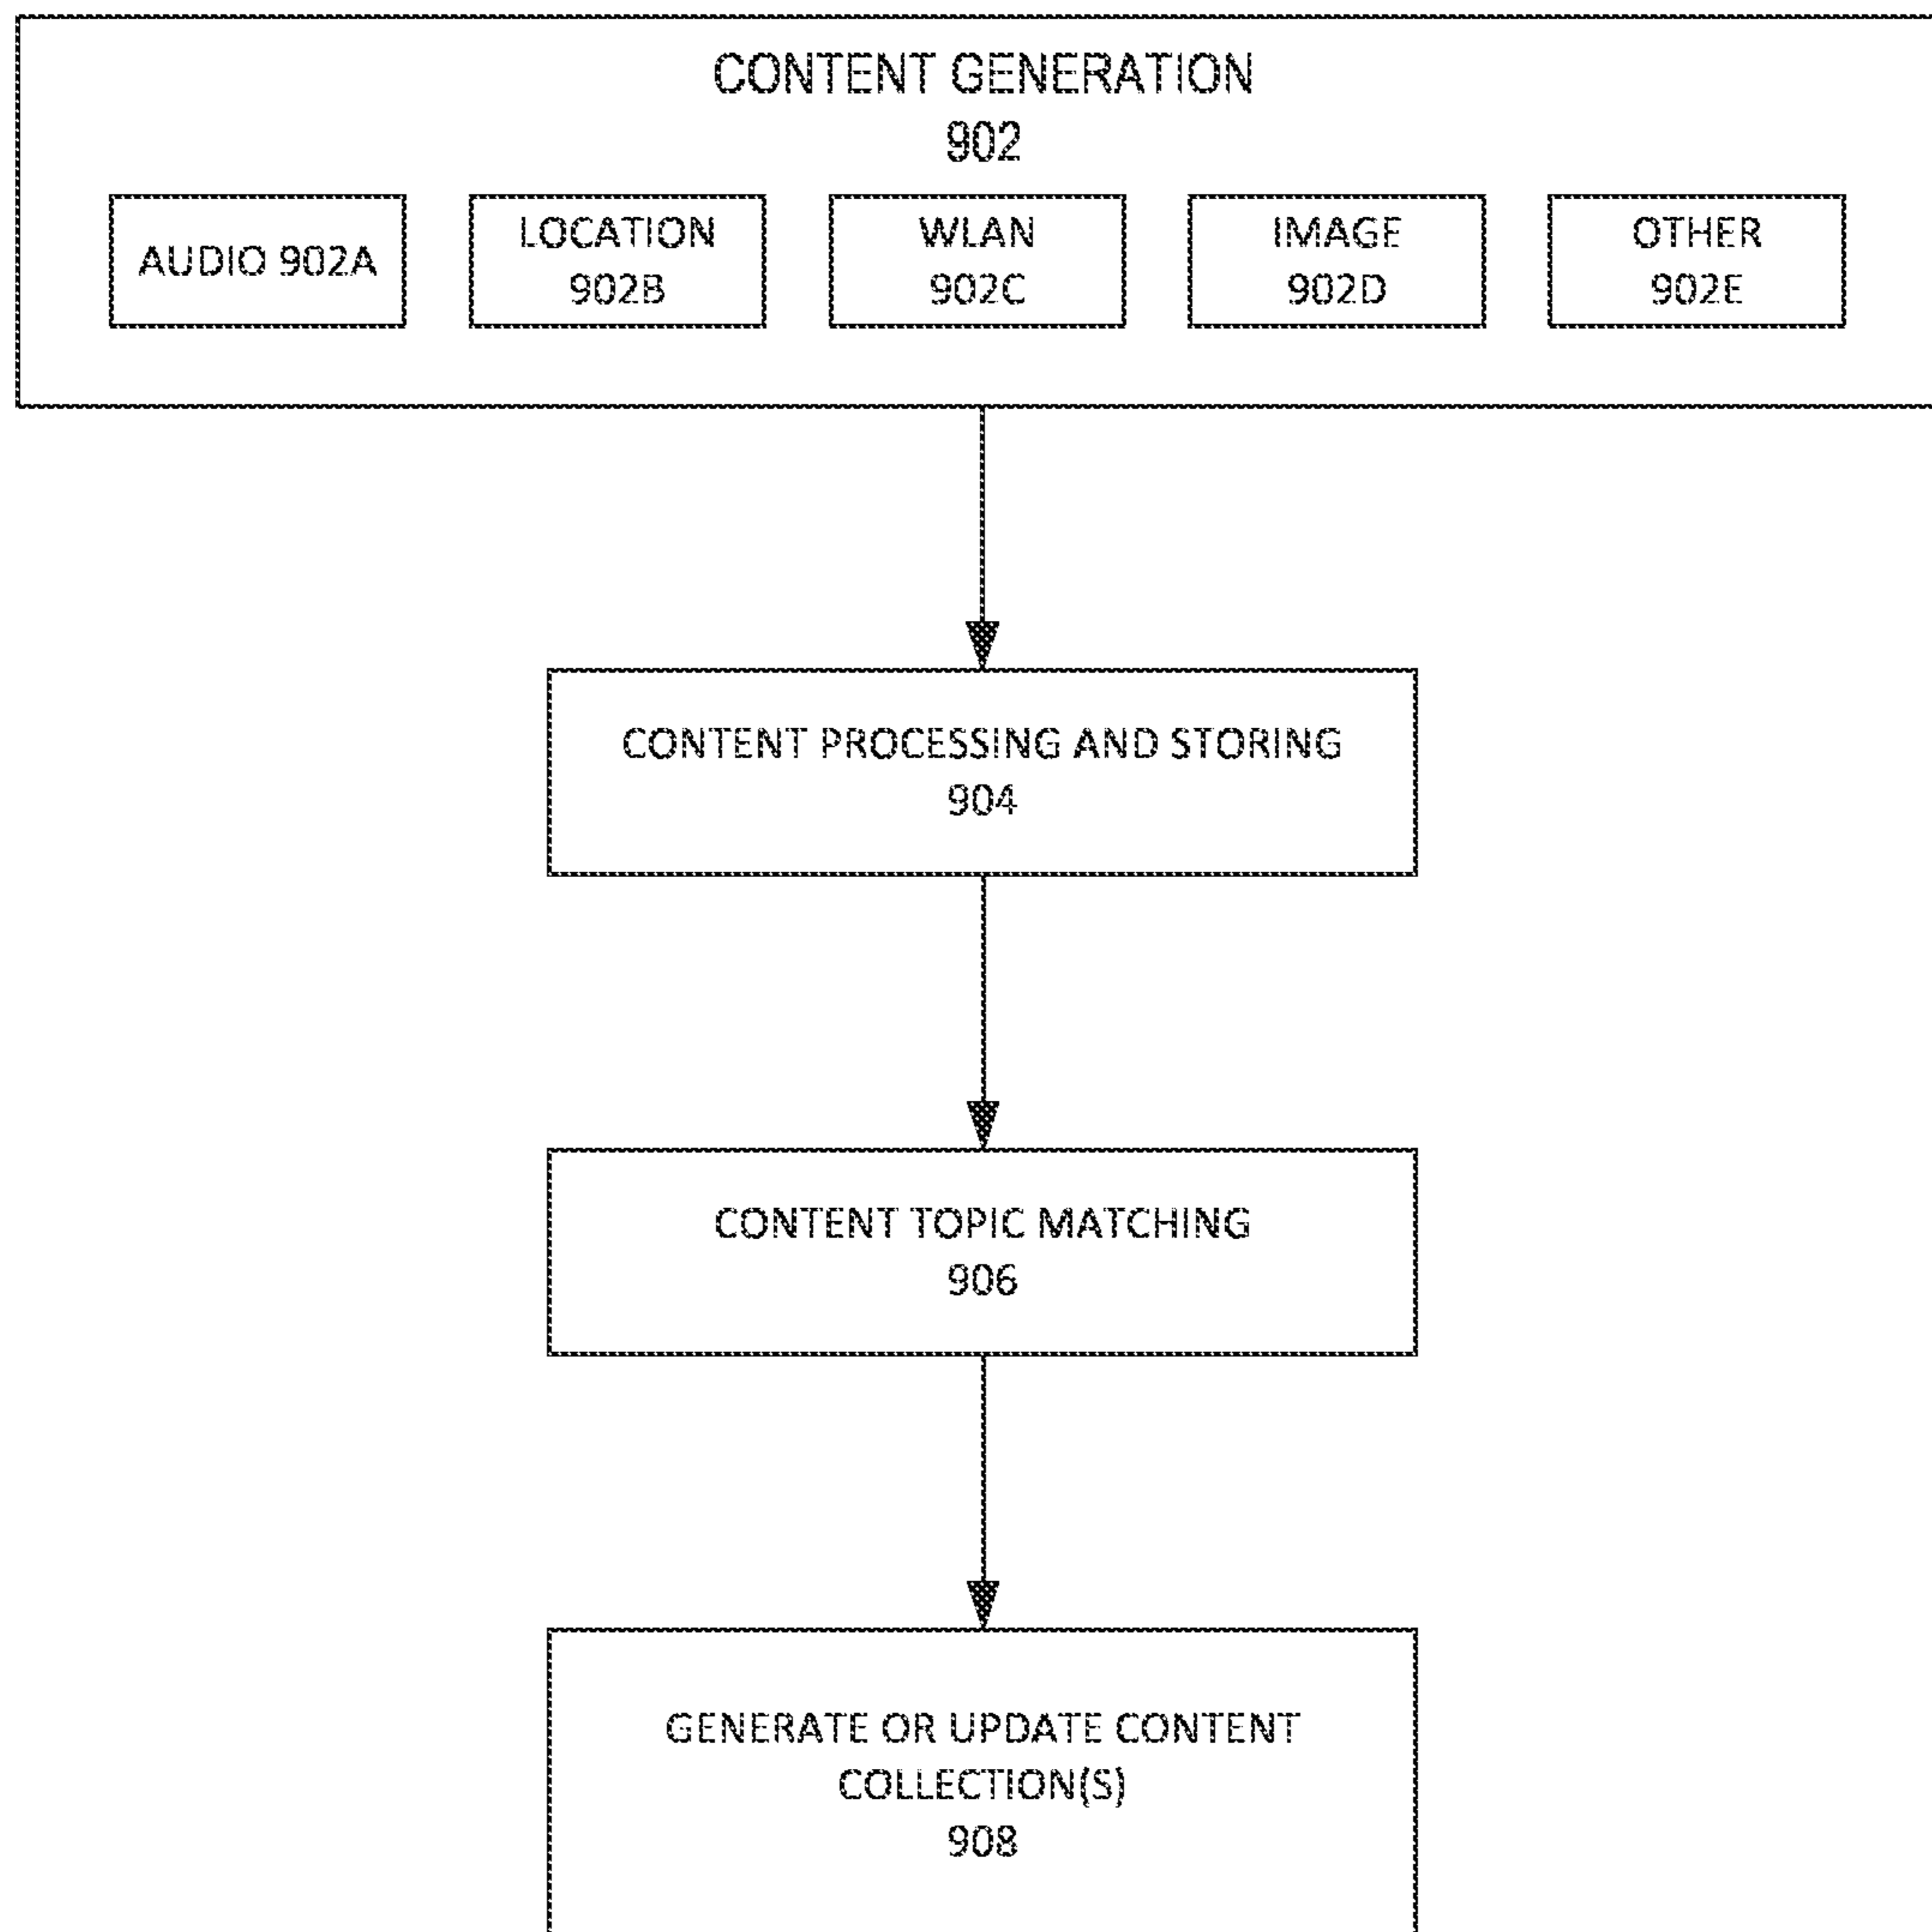 CONTENT GENERATION
902
AUDIO 902A
LOCATION
902B
WLAN
902C
IMAGE
902D
OTHER
902E
CONTENT PROCESSING AND STORING
904
CONTENT TOPIC MATCHING
906
GENERATE OR UPDATE CONTENT
COLLECTION(S)
908